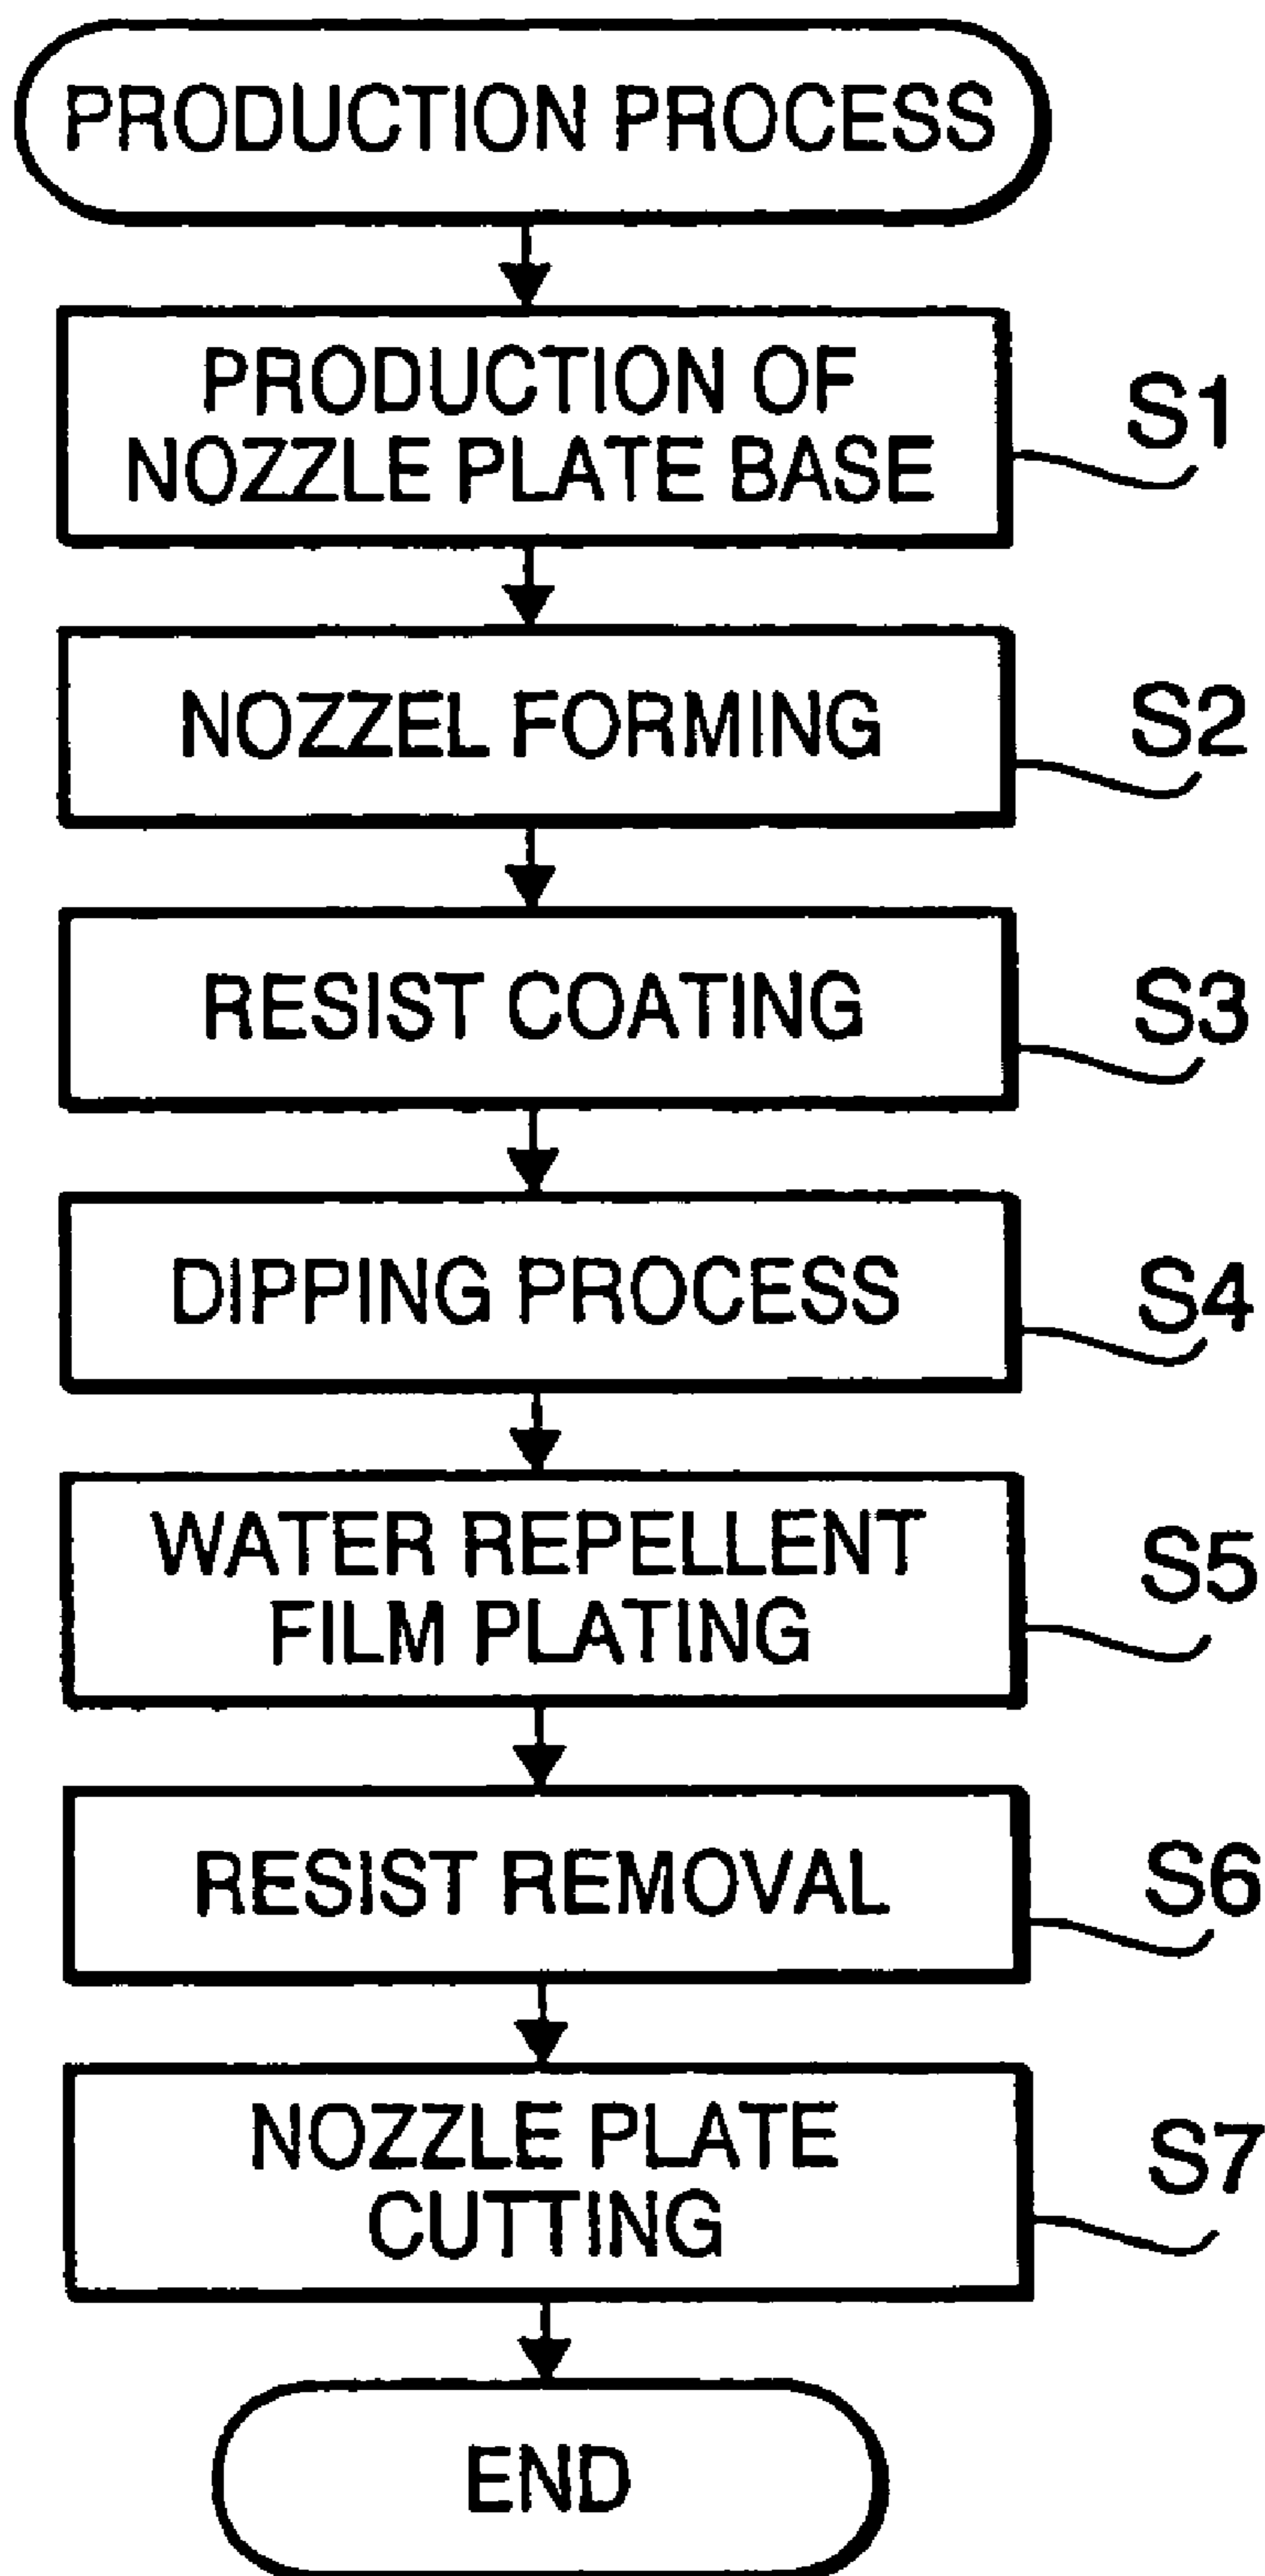 PRODUCTION PROCESS
PRODUCTION OF
NOZZLE PLATE BASE
S1
NOZZEL FORMING
S2
RESIST COATING
S3
DIPPING PROCESS
S4
WATER REPELLENT
FILM PLATING
S5
RESIST REMOVAL
S6
NOZZLE PLATE
CUTTING
S7
END